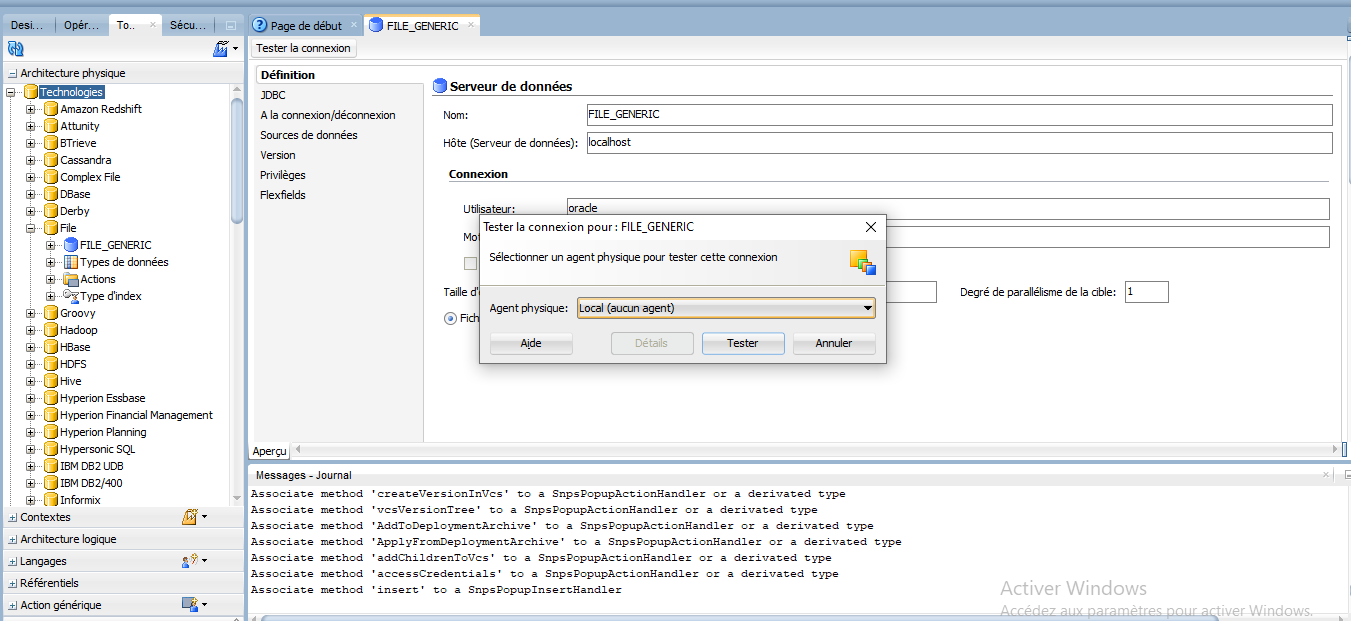 Desi... Opér... To.. Sécu...
Page de début FILE_GENERIC
Tester la connexion
Architecture physique
Technologies
Amazon Redshift
Attunity
BTrieve
Cassandra
Complex File
DBase
Derby
File
FILE_GENERIC
Types de données
Actions
Type d'index
Groovy
Hadoop
HBase
HDFS
Hive
Hyperion Essbase
Hyperion Financial Management
Hyperion Planning
Hypersonic SQL
IBM DB2 UDB
IBM DB2/400
Informix
Contextes
Architecture logique
Langages
Référentiels
Action générique
Définition
JDBC
A la connexion/déconnexion
Sources de données
Version
Privilèges
Flexfields
Serveur de données
Nom: FILE_GENERIC
Hôte (Serveur de données): localhost
Connexion
Utilisateur: oracle
Mot
Taille d'
Degré de parallélisme de la cible: 1
Fich
Tester la connexion pour : FILE_GENERIC
Sélectionner un agent physique pour tester cette connexion
Agent physique: Local (aucun agent)
Aide Détails Tester Annuler
Aperçu
Messages - Journal
Associate method 'createVersionInVcs' to a SnpsPopupActionHandler or a derivated type
Associate method 'vcsVersionTree' to a SnpsPopupActionHandler or a derivated type
Associate method 'AddToDeploymentArchive' to a SnpsPopupActionHandler or a derivated type
Associate method 'ApplyFromDeploymentArchive' to a SnpsPopupActionHandler or a derivated type
Associate method 'addChildrenToVcs' to a SnpsPopupActionHandler or a derivated type
Associate method 'accessCredentials' to a SnpsPopupActionHandler or a derivated type
Associate method 'insert' to a SnpsPopupInsertHandler
Activer Windows
Accédez aux paramètres pour activer Windows.